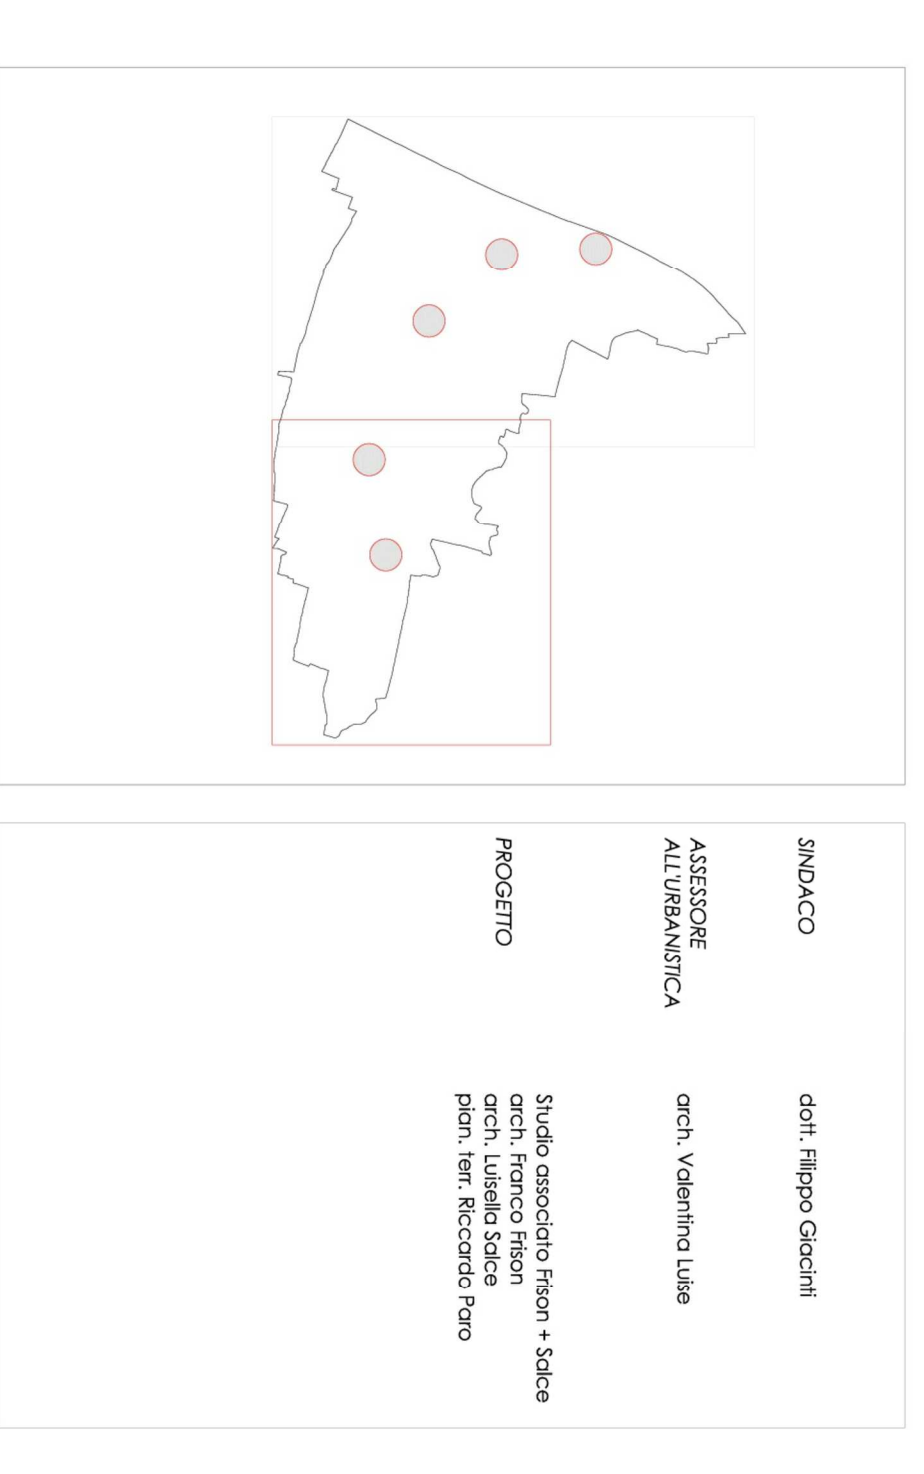 SINDACO
dott. Filippo Giacinti
ASSESSORE
ALL'URBANISTICA
arch. Valentina Luise
PROGETTO
Studio associato Frison + Salce
arch. Franco Frison
arch. Luisella Salce
pian. terr. Riccardo Paro